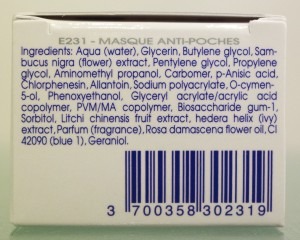 E231 - MASQUE ANTI-POCHES
Ingredients: Aqua (water), Glycerin, Butylene glycol, Sam-
bucus nigra (flower) extract, Pentylene glycol, Propylene
glycol, Aminomethyl propanol, Carbomer, p-Anisic acid,
Chlorphenesin, Allantoin, Sodium polyacrylate, O-cymen-
5-ol, Phenoxyethanol, Glyceryl acrylate/acrylic acid
copolymer, PVM/MA copolymer, Biosaccharide gum-1,
Sorbitol, Litchi chinensis fruit extract, hedera helix (ivy)
extract, Parfum (fragrance), Rosa damascena flower oil, CI
42090 (blue 1), Geraniol.
3 700358 302319